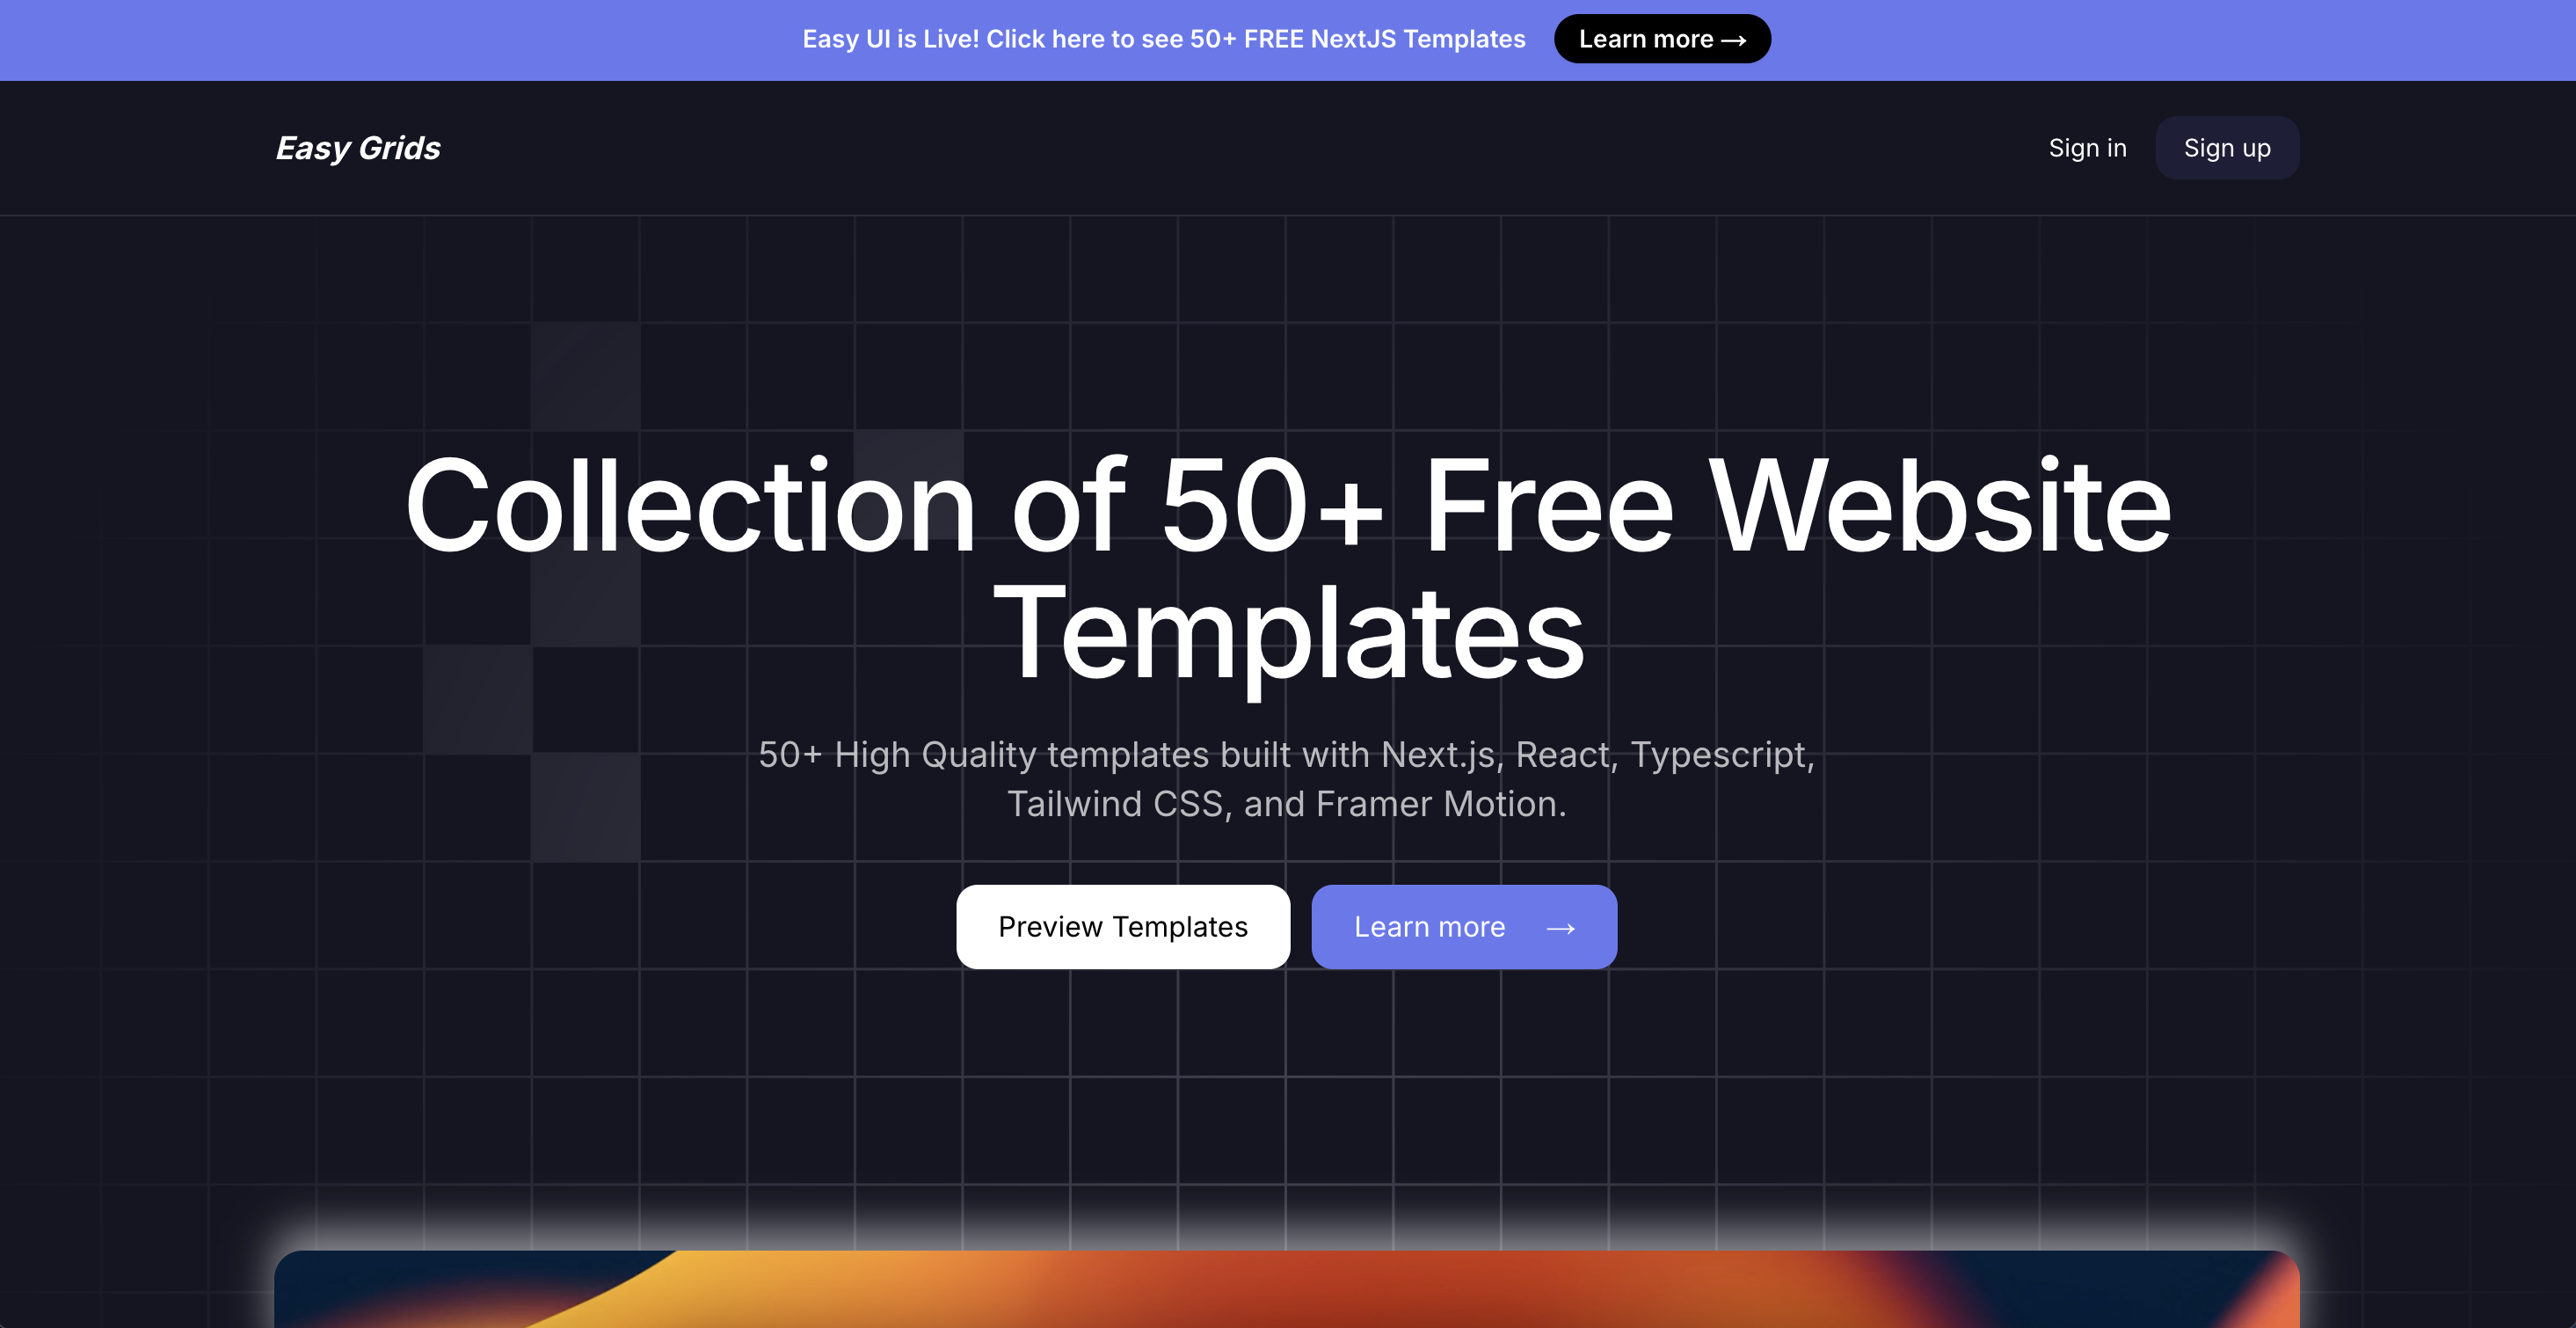 Easy UI is Live! Click here to see 50+ FREE NextJS Templates
Learn more →
Easy Grids
Sign in
Sign up
Collection of 50+ Free Website
Templates
50+ High Quality templates built with Next.js, React, Typescript,
Tailwind CSS, and Framer Motion.
Preview Templates
Learn more →